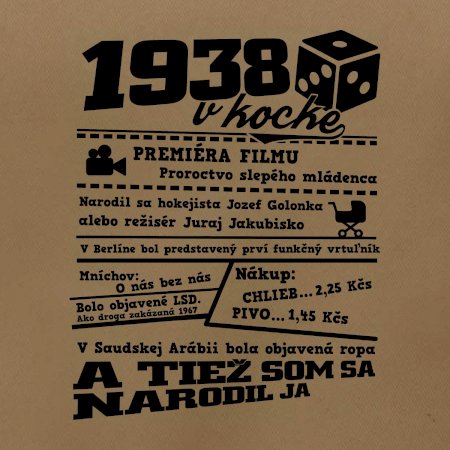 1938
v kocke
PREMIÉRA FILMU
Proroctvo slepého mládenca
Narodil sa hokejista Jozef Golonka
alebo režisér Juraj Jakubisko
V Berlíne bol predstavený prví funkčný vrtuľník
Mníchov:
O nás bez nás
Bolo objavené LSD.
Ako droga zakázaná 1967
Nákup:
CHLIEB... 2,25 Kčs
PIVO... 1,45 Kčs
V Saudskej Arábii bola objavená ropa
A TIEŽ SOM SA
NARODIL JA